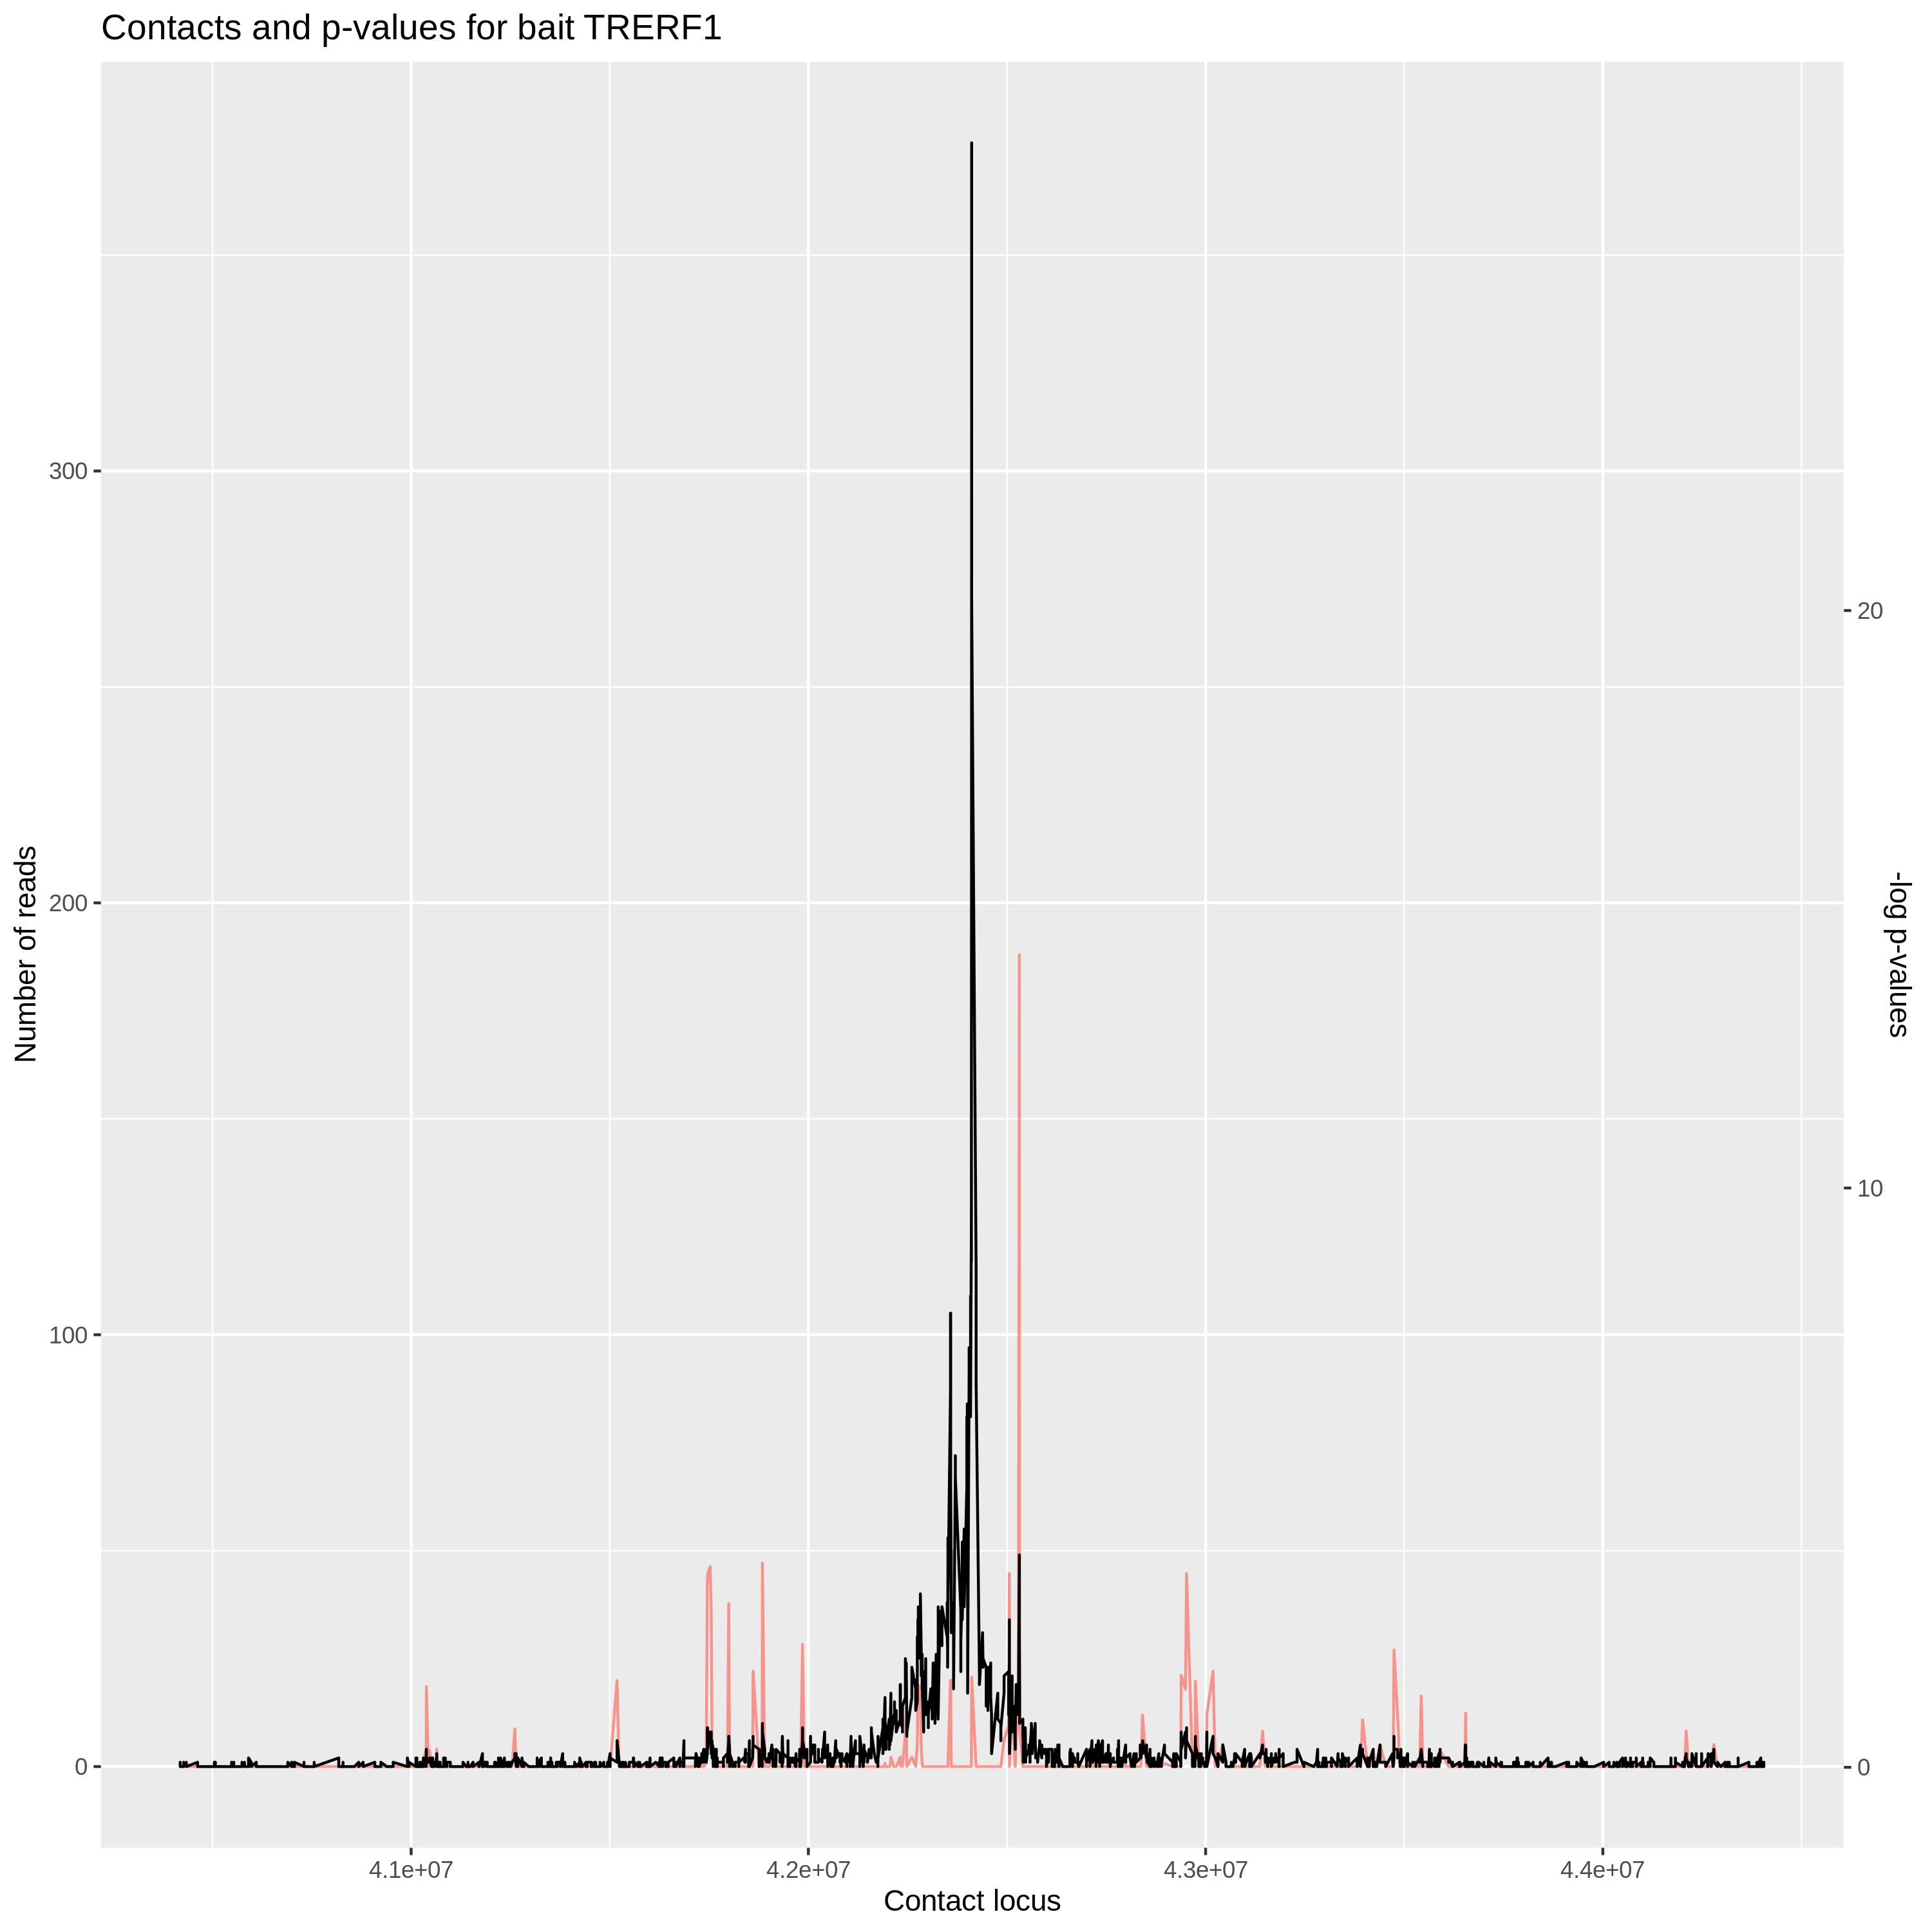 Contacts and p-values for bait TRERF1
300
200
100
0
Number of reads
20
10
0
-log p-values
4.1e+07
4.2e+07
4.3e+07
4.4e+07
Contact locus